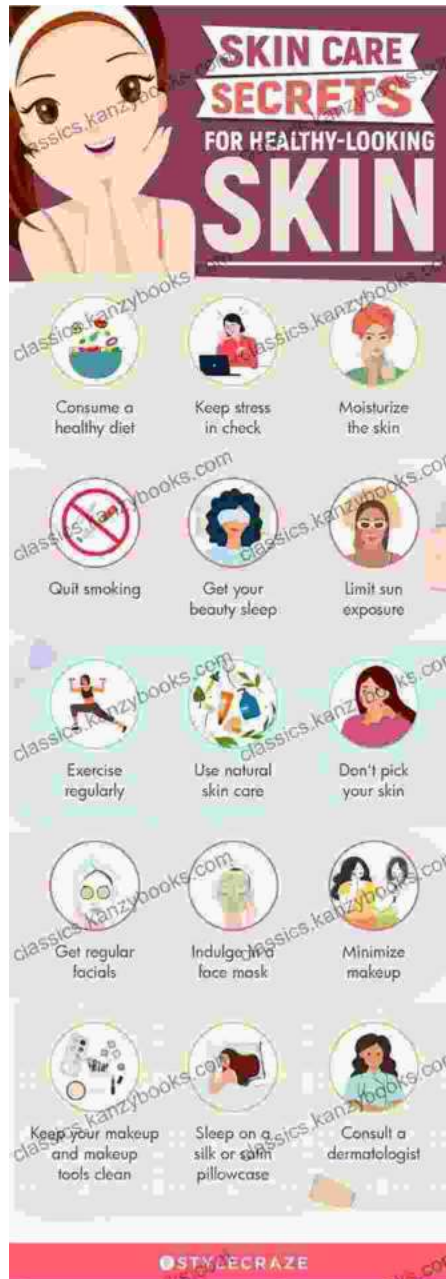 SKIN CARE
SECRETS
FOR HEALTHY-LOOKING
SKIN
Consume a
healthy diet
Keep stress
in check
Moisturize
the skin
Quit smoking
Get your
beauty sleep
Limit sun
exposure
Exercise
regularly
Use natural
skin care
Don't pick
your skin
Get regular
facials
Indulge in a
face mask
Minimize
makeup
Keep your makeup
and makeup
tools clean
Sleep on a
silk or satin
pillowcase
Consult a
dermatologist
STYLECRAZE
classics.kanzybooks.com